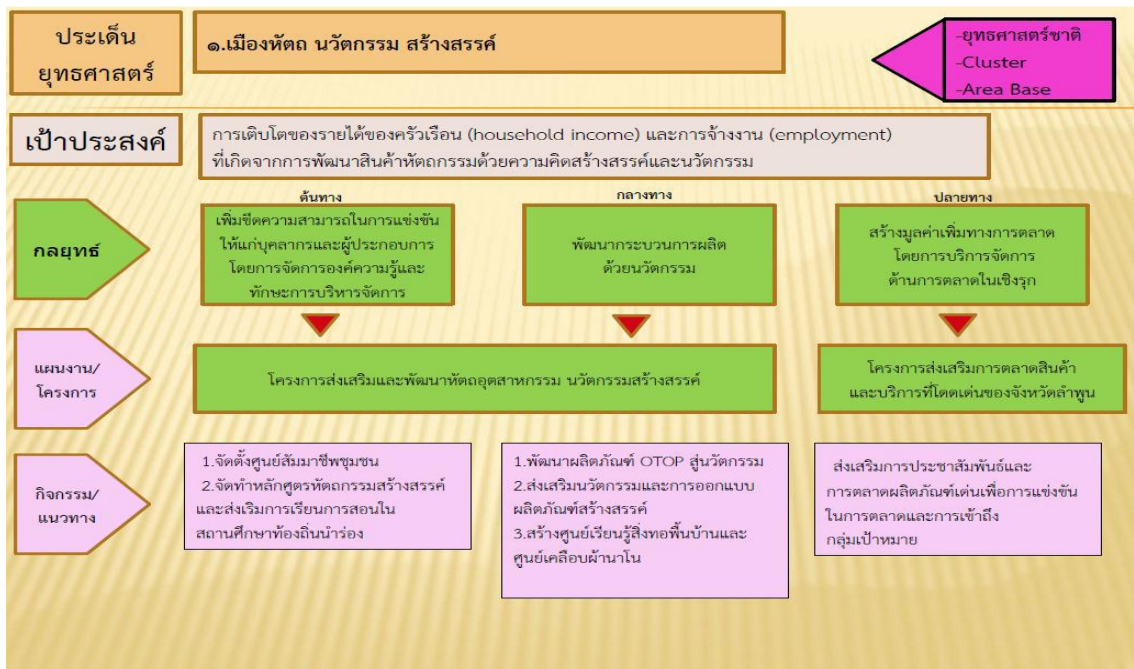 ประเด็น
ยุทธศาสตร์
๑.เมืองหัตถ นวัตกรรม สร้างสรรค์
-ยุทธศาสตร์ชาติ
-Cluster
-Area Base
เป้าประสงค์
การเติบโตของรายได้ของครัวเรือน (household income) และการจ้างงาน (employment)
ที่เกิดจากการพัฒนาสินค้าหัตถกรรมด้วยความคิดสร้างสรรค์และนวัตกรรม
ต้นทาง
กลางทาง
ปลายทาง
กลยุทธ์
เพิ่มขีดความสามารถในการแข่งขัน
ให้แก่บุคลากรและผู้ประกอบการ
โดยการจัดการองค์ความรู้และ
ทักษะการบริหารจัดการ
พัฒนากระบวนการผลิต
ด้วยนวัตกรรม
สร้างมูลค่าเพิ่มทางการตลาด
โดยการบริการจัดการ
ด้านการตลาดในเชิงรุก
แผนงาน/
โครงการ
โครงการส่งเสริมและพัฒนาหัตถอุตสาหกรรม นวัตกรรมสร้างสรรค์
โครงการส่งเสริมการตลาดสินค้า
และบริการที่โดดเด่นของจังหวัดลำพูน
กิจกรรม/
แนวทาง
1.จัดตั้งศูนย์สัมมาชีพชุมชน
2.จัดทำหลักศูตรหัตถกรรมสร้างสรรค์
และส่งเริมการเรียนการสอนใน
สถานศึกษาท้องถิ่นนำร่อง
1.พัฒนาผลิตภัณฑ์ OTOP สู่นวัตกรรม
2.ส่งเสริมนวัตกรรมและการออกแบบ
ผลิตภัณฑ์สร้างสรรค์
3.สร้างศูนย์เรียนรู้สิ่งทอพื้นบ้านและ
ศูนย์เคลือบผ้านาโน
ส่งเสริมการประชาสัมพันธ์และ
การตลาดผลิตภัณฑ์เด่นเพื่อการแข่งขัน
ในการตลาดและการเข้าถึง
กลุ่มเป้าหมาย